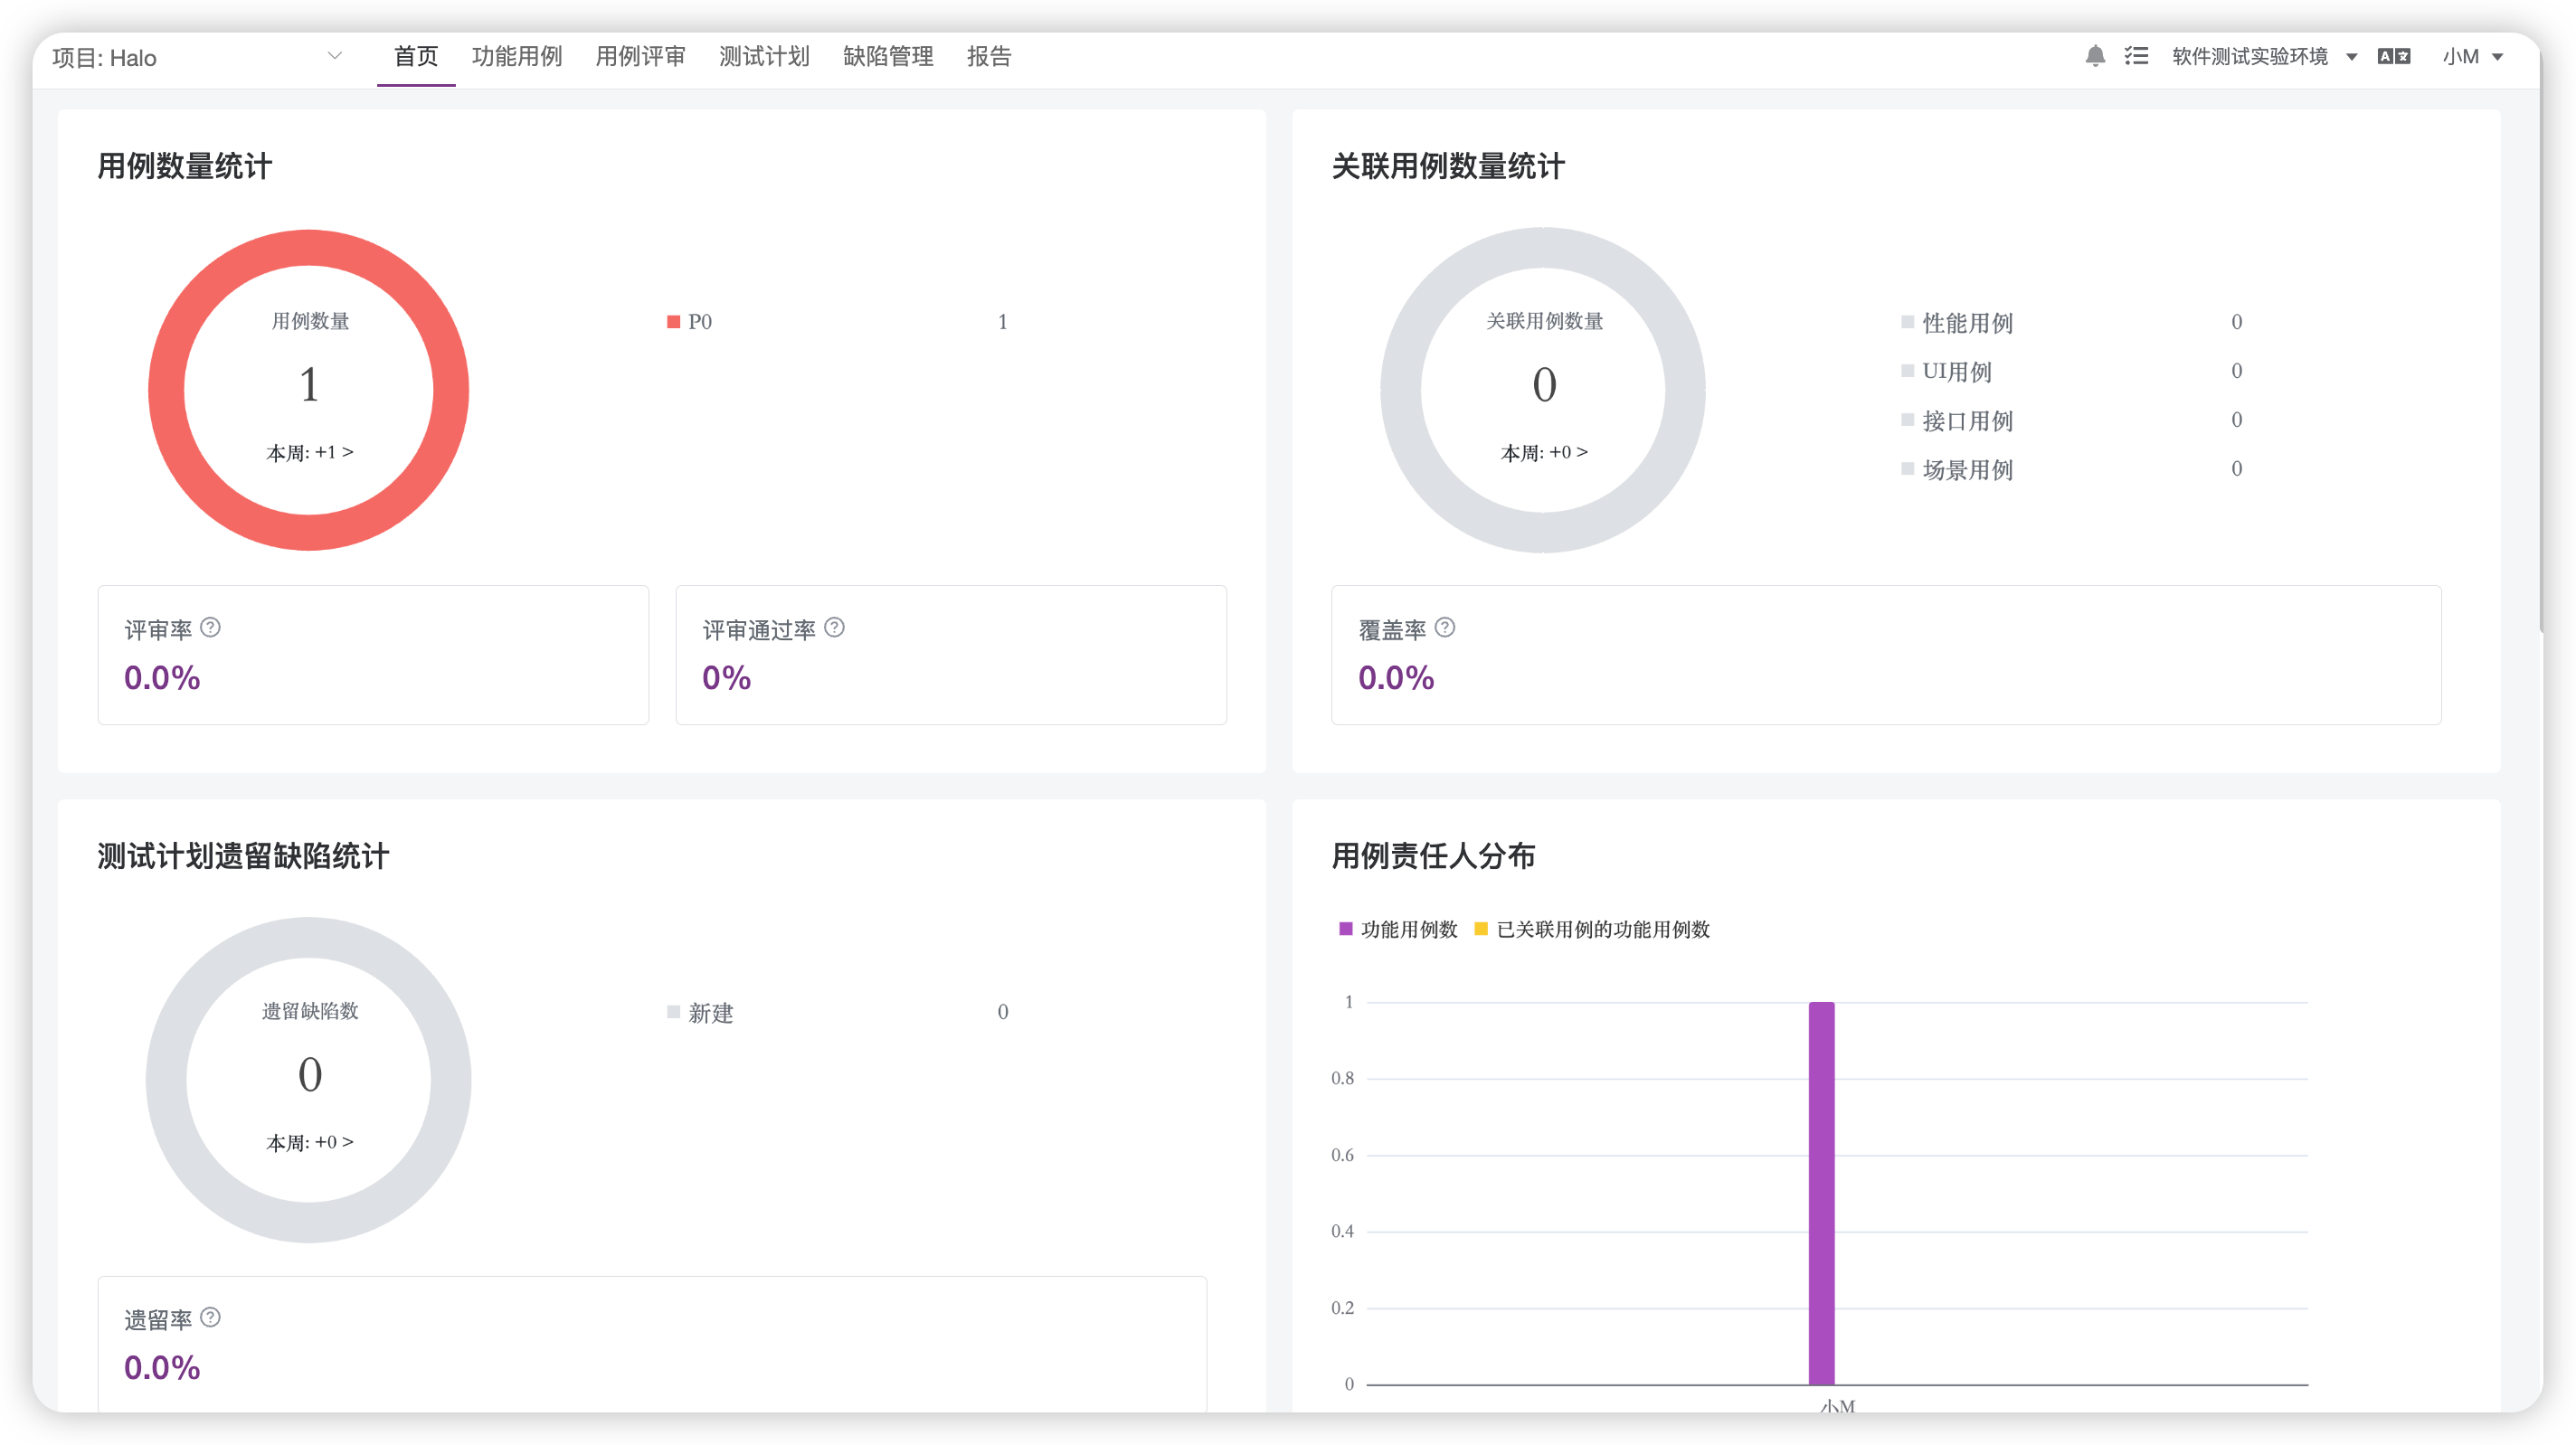 项目: Halo
首页 功能用例 用例评审 测试计划 缺陷管理 报告
软件测试实验环境 小M
用例数量统计
用例数量
1
本周: +1 >
P0 1
评审率
0.0%
评审通过率
0%
关联用例数量统计
关联用例数量
0
本周: +0 >
性能用例 0
UI用例 0
接口用例 0
场景用例 0
覆盖率
0.0%
测试计划遗留缺陷统计
遗留缺陷数
0
本周: +0 >
新建 0
遗留率
0.0%
用例责任人分布
功能用例数 已关联用例的功能用例数
1
0.8
0.6
0.4
0.2
0
小M